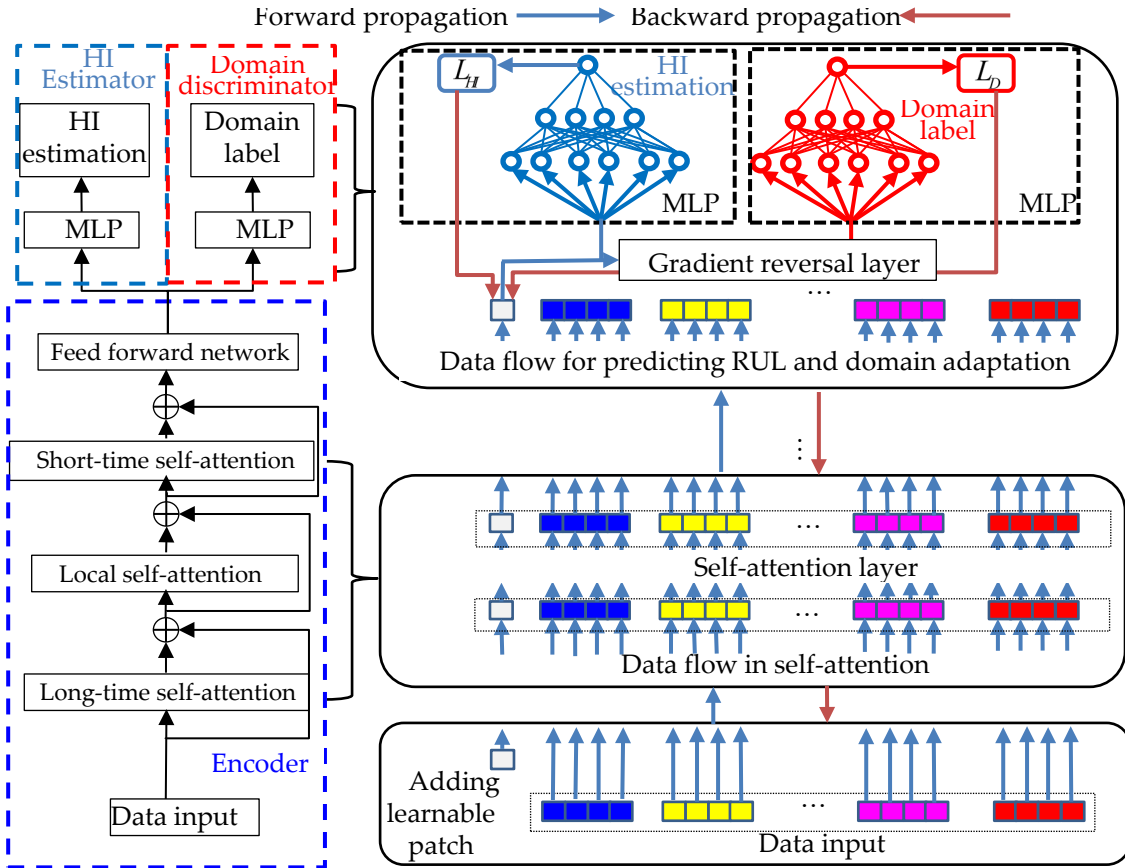 Forward propagation
Backward propagation
HI
Estimator
Domain
discriminator
HI
estimation
Domain
label
MLP
MLP
Feed forward network
Short-time self-attention
Local self-attention
Long-time self-attention
Encoder
Data input
L_HI
HI
estimation
MLP
L_D
Domain
label
MLP
Gradient reversal layer
...
Data flow for predicting RUL and domain adaptation
...
...
Self-attention layer
...
Data flow in self-attention
Adding
learnable
patch
...
Data input